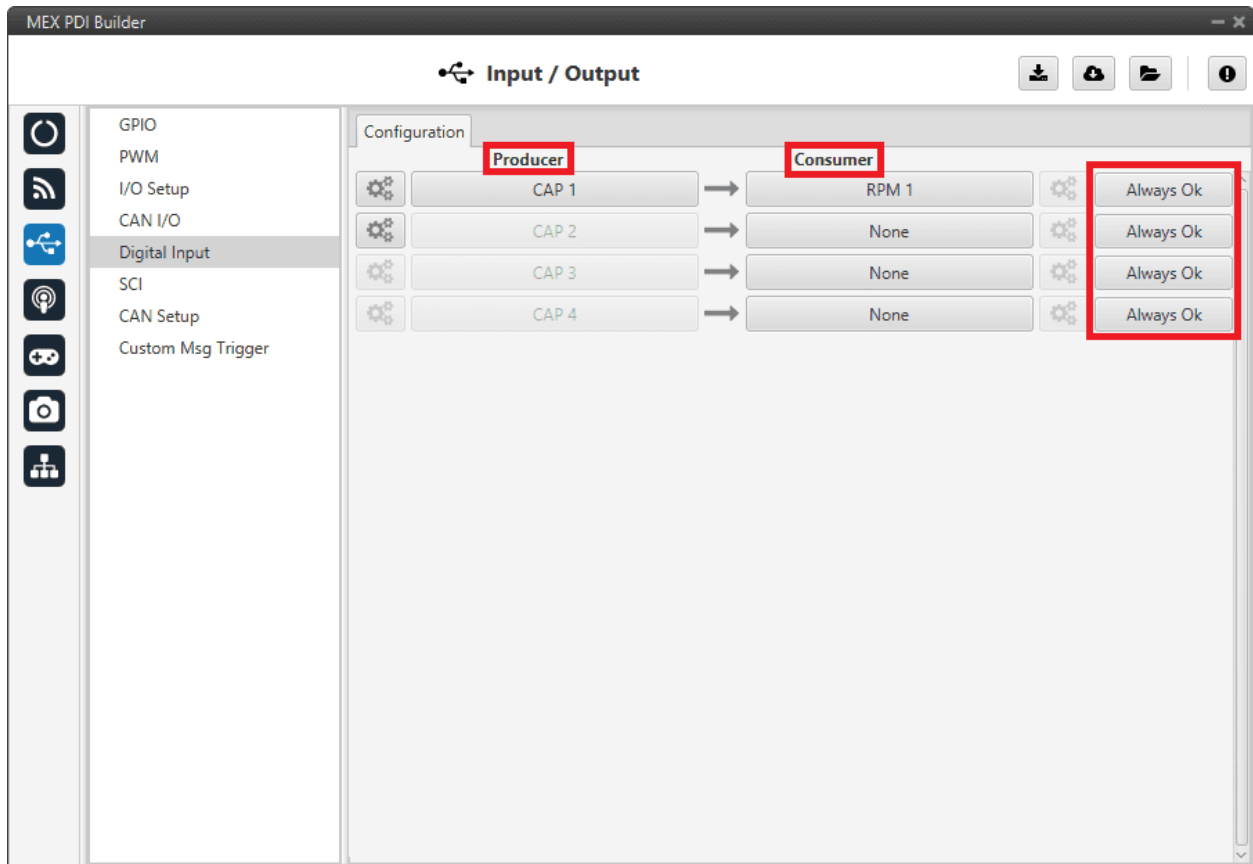 MEX PDI Builder
Input / Output
GPIO
PWM
I/O Setup
CAN I/O
Digital Input
SCI
CAN Setup
Custom Msg Trigger
Configuration
Producer Consumer
CAP 1 RPM 1 Always Ok
CAP 2 None Always Ok
CAP 3 None Always Ok
CAP 4 None Always Ok